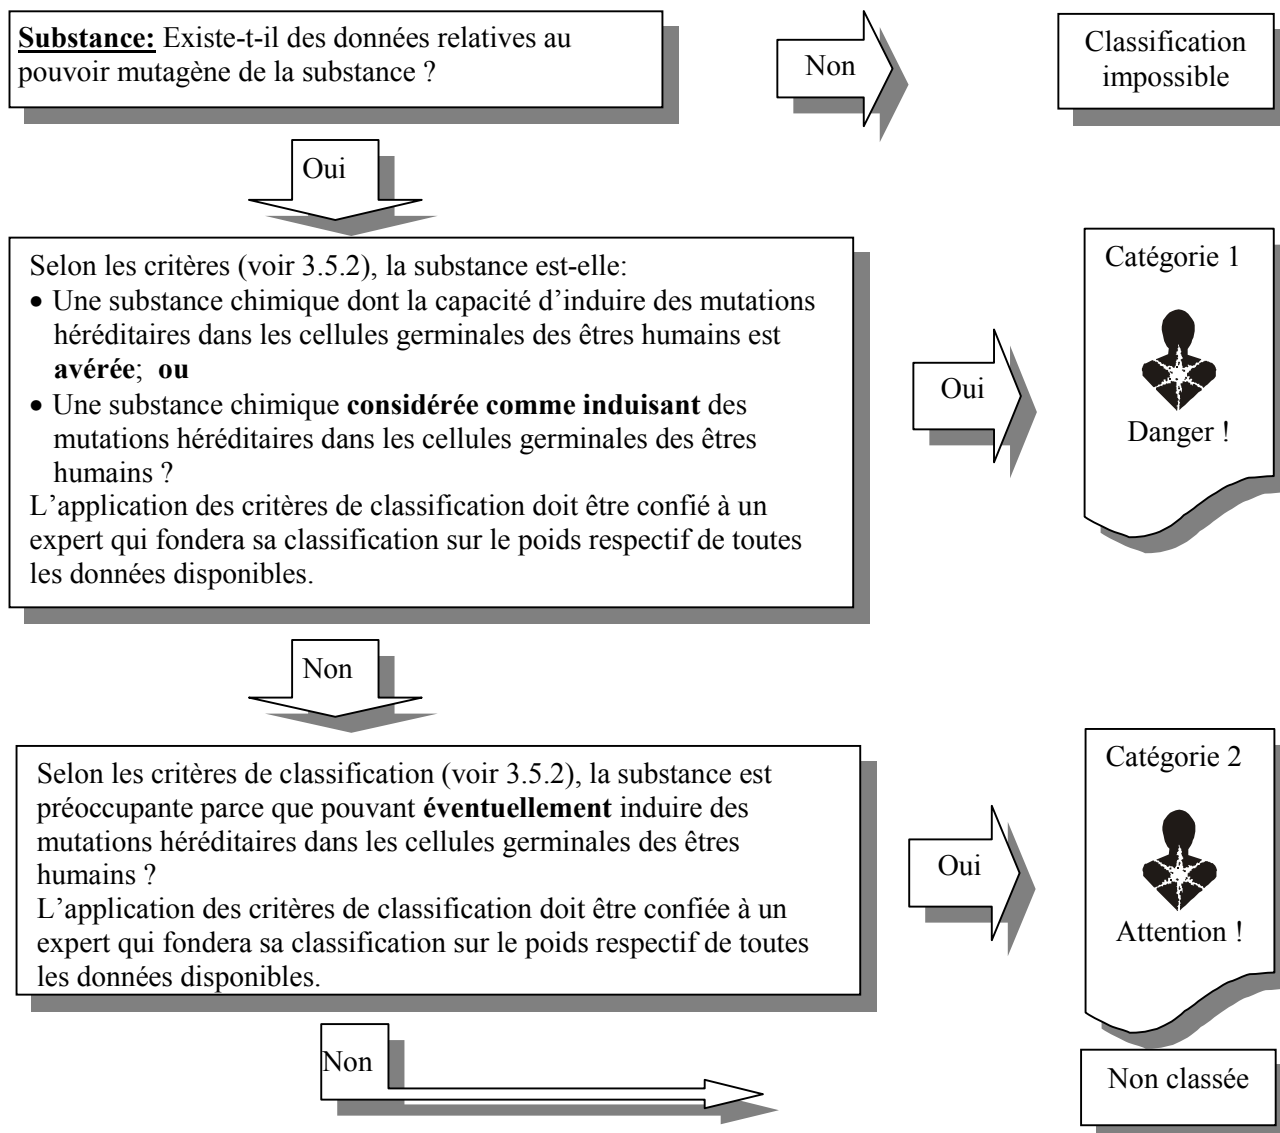 Substance: Existe-t-il des données relatives au
pouvoir mutagène de la substance ?
Non
Classification
impossible
Oui
Selon les critères (voir 3.5.2), la substance est-elle:
• Une substance chimique dont la capacité d’induire des mutations
héréditaires dans les cellules germinales des êtres humains est
avérée; ou
• Une substance chimique considérée comme induisant des
mutations héréditaires dans les cellules germinales des êtres
humains ?
L’application des critères de classification doit être confié à un
expert qui fondera sa classification sur le poids respectif de toutes
les données disponibles.
Oui
Catégorie 1
Danger !
Non
Selon les critères de classification (voir 3.5.2), la substance est
préoccupante parce que pouvant éventuellement induire des
mutations héréditaires dans les cellules germinales des êtres
humains ?
L’application des critères de classification doit être confiée à un
expert qui fondera sa classification sur le poids respectif de toutes
les données disponibles.
Oui
Catégorie 2
Attention !
Non
Non classée